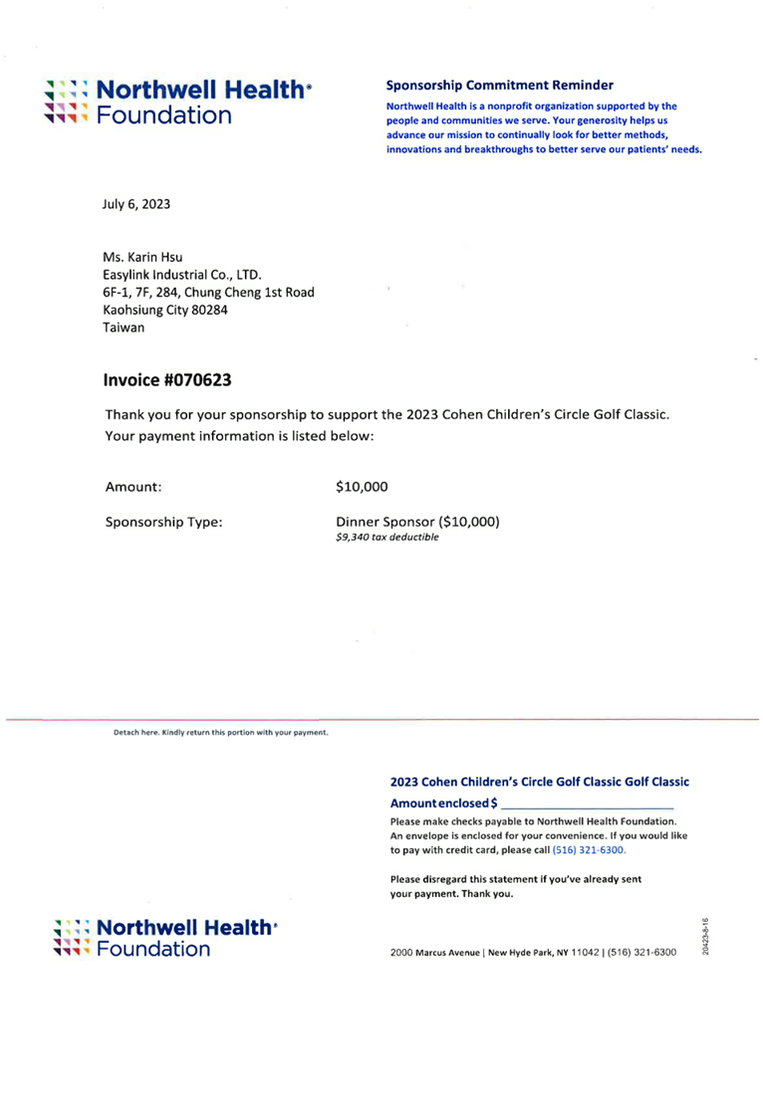 Northwell Health®
Foundation
Sponsorship Commitment Reminder
Northwell Health is a nonprofit organization supported by the
people and communities we serve. Your generosity helps us
advance our mission to continually look for better methods,
innovations and breakthroughs to better serve our patients' needs.
July 6, 2023
Ms. Karin Hsu
Easylink Industrial Co., LTD.
6F-1, 7F, 284, Chung Cheng 1st Road
Kaohsiung City 80284
Taiwan
Invoice #070623
Thank you for your sponsorship to support the 2023 Cohen Children's Circle Golf Classic.
Your payment information is listed below:
Amount: $10,000
Sponsorship Type: Dinner Sponsor ($10,000)
$9,340 tax deductible
Detach here. Kindly return this portion with your payment.
2023 Cohen Children's Circle Golf Classic Golf Classic
Amount enclosed $ ____________________
Please make checks payable to Northwell Health Foundation.
An envelope is enclosed for your convenience. If you would like
to pay with credit card, please call (516) 321-6300.
Please disregard this statement if you've already sent
your payment. Thank you.
Northwell Health®
Foundation
2000 Marcus Avenue | New Hyde Park, NY 11042 | (516) 321-6300
20423-8-16